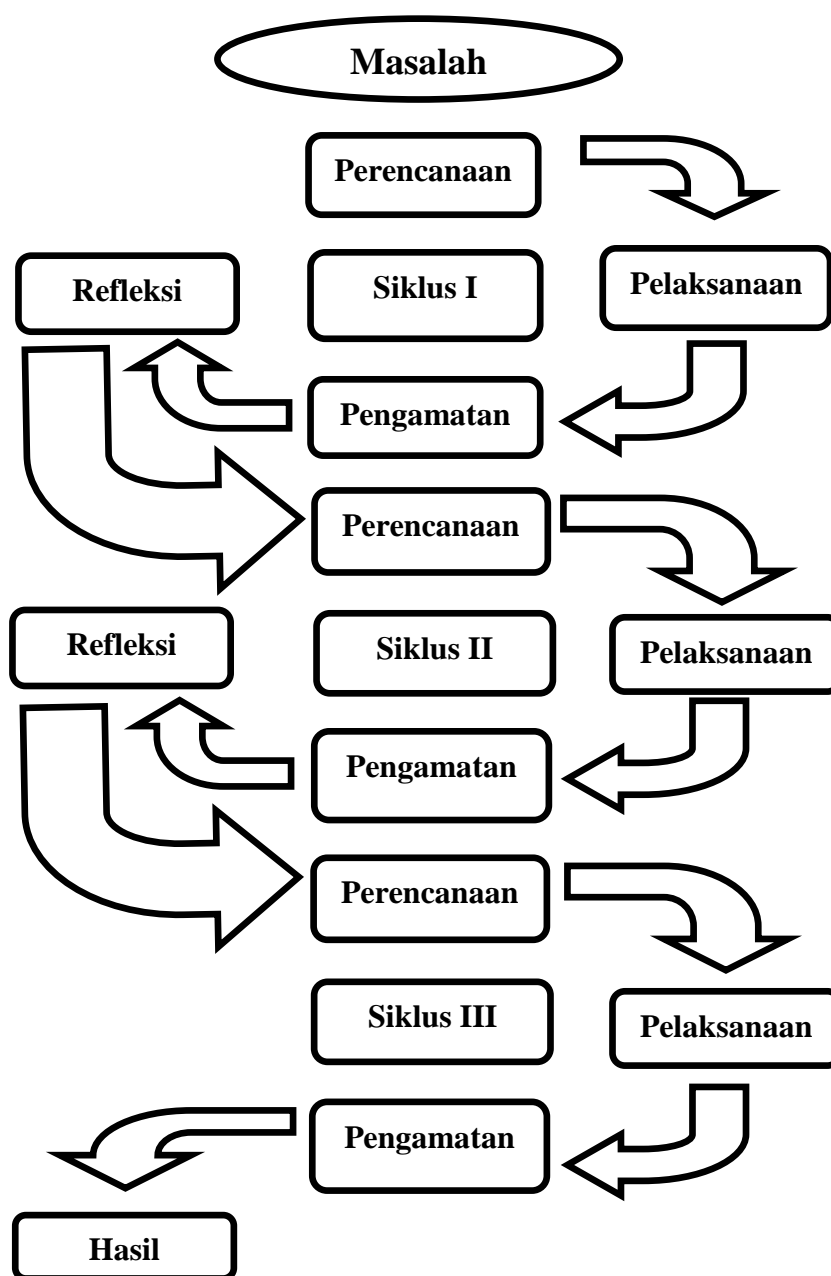 Masalah
Perencanaan
Refleksi
Siklus I
Pelaksanaan
Pengamatan
Perencanaan
Refleksi
Siklus II
Pelaksanaan
Pengamatan
Perencanaan
Siklus III
Pelaksanaan
Pengamatan
Hasil